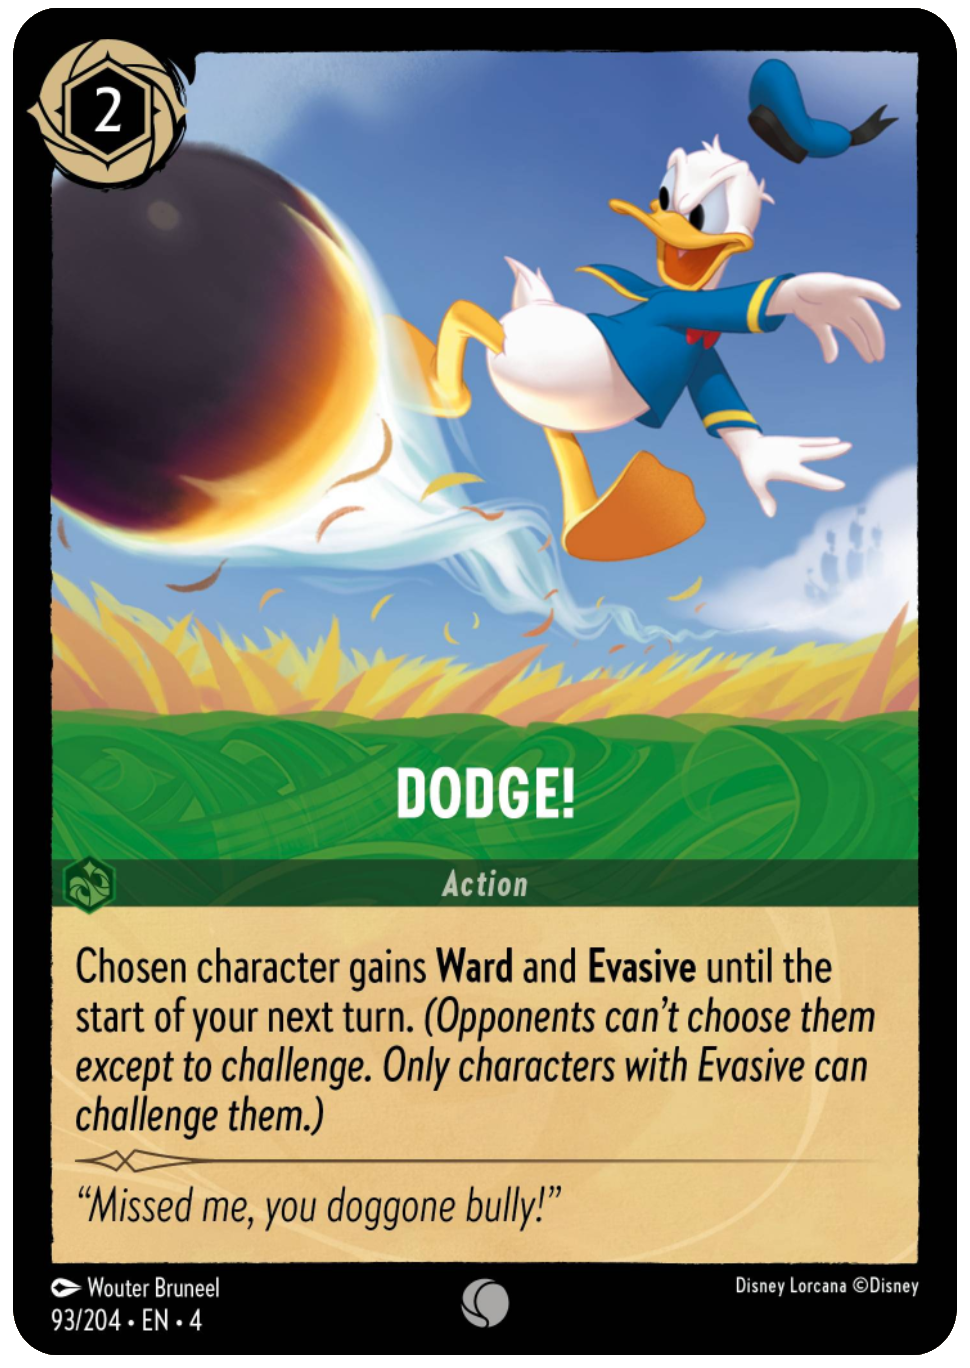 2
DODGE!
Action
Chosen character gains Ward and Evasive until the
start of your next turn. (Opponents can't choose them
except to challenge. Only characters with Evasive can
challenge them.)
“Missed me, you doggone bully!”
Wouter Bruneel
Disney Lorcana ©Disney
93/204 • EN • 4